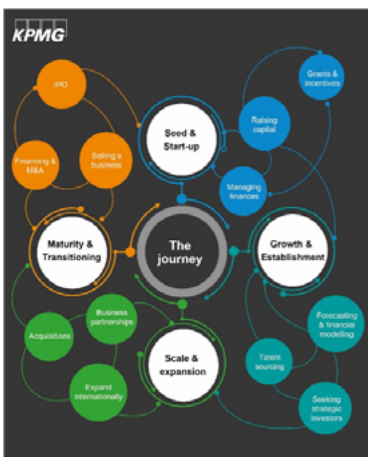 KPMG
IPO
Grants &
incentives
Seed &
Start-up
Raising
capital
Financing &
M&A
Selling a
business
Managing
finances
Maturity &
Transitioning
The
journey
Growth &
Establishment
Business
partnerships
Acquisitions
Forecasting
& financial
modelling
Scale &
expansion
Talent
sourcing
Expand
internationally
Seeking
strategic
investors